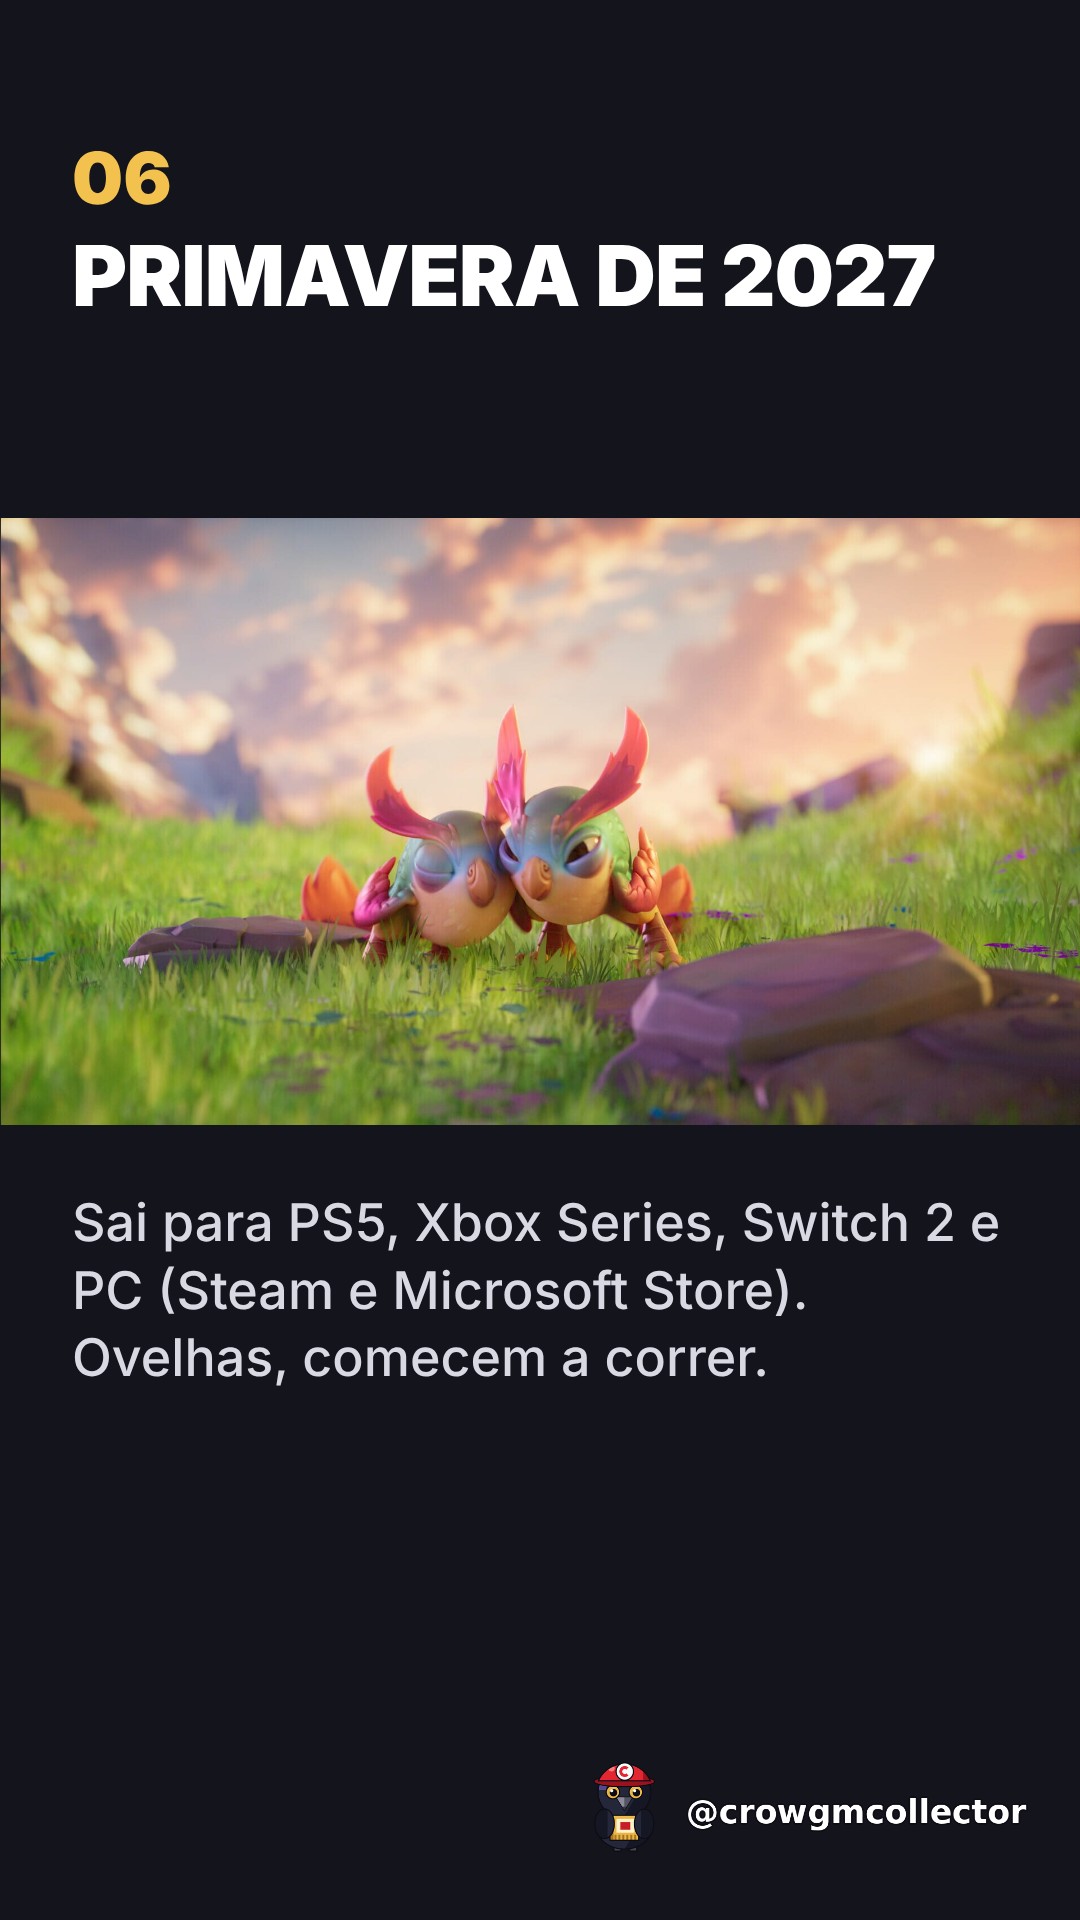 06
PRIMAVERA DE 2027
Sai para PS5, Xbox Series, Switch 2 e
PC (Steam e Microsoft Store).
Ovelhas, comecem a correr.
C
@crowgmcollector